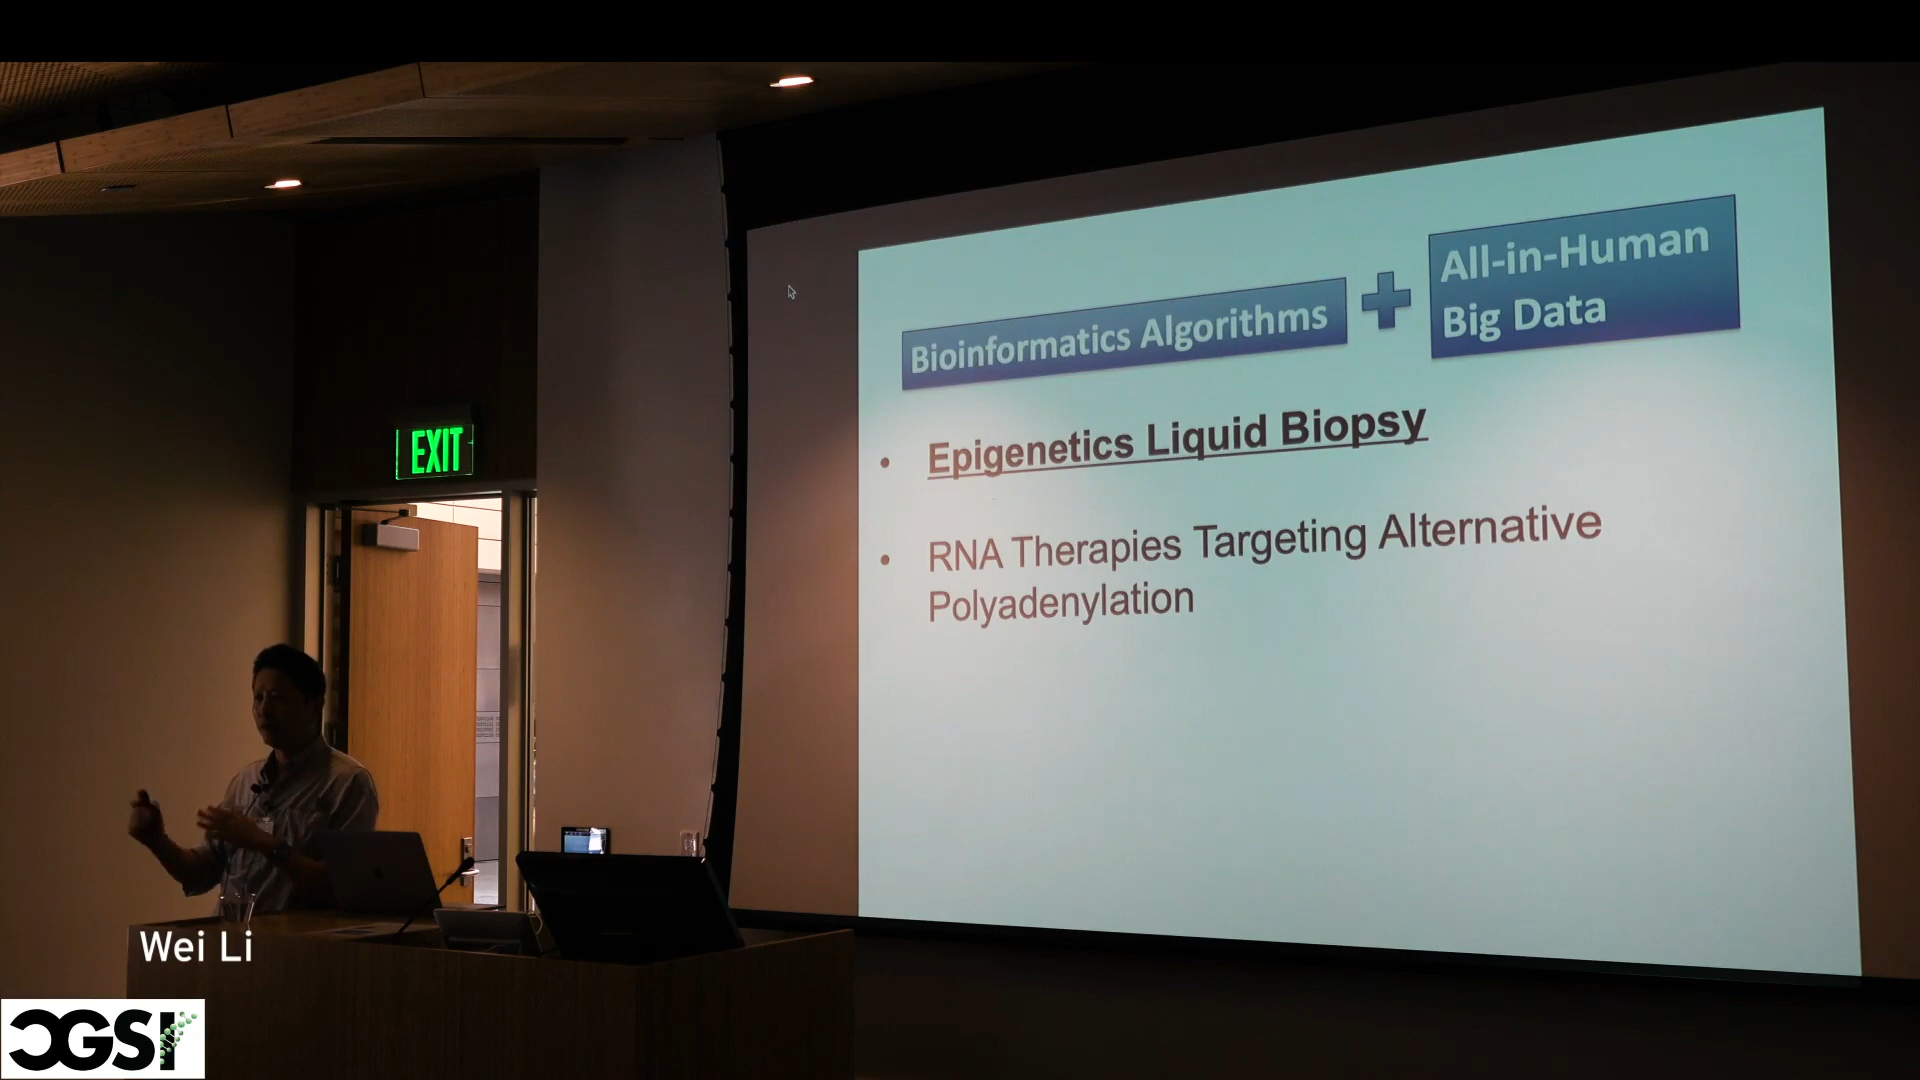 All-in-Human
Big Data
Bioinformatics Algorithms
Epigenetics Liquid Biopsy
RNA Therapies Targeting Alternative
Polyadenylation
EXIT
Wei Li
CGSI